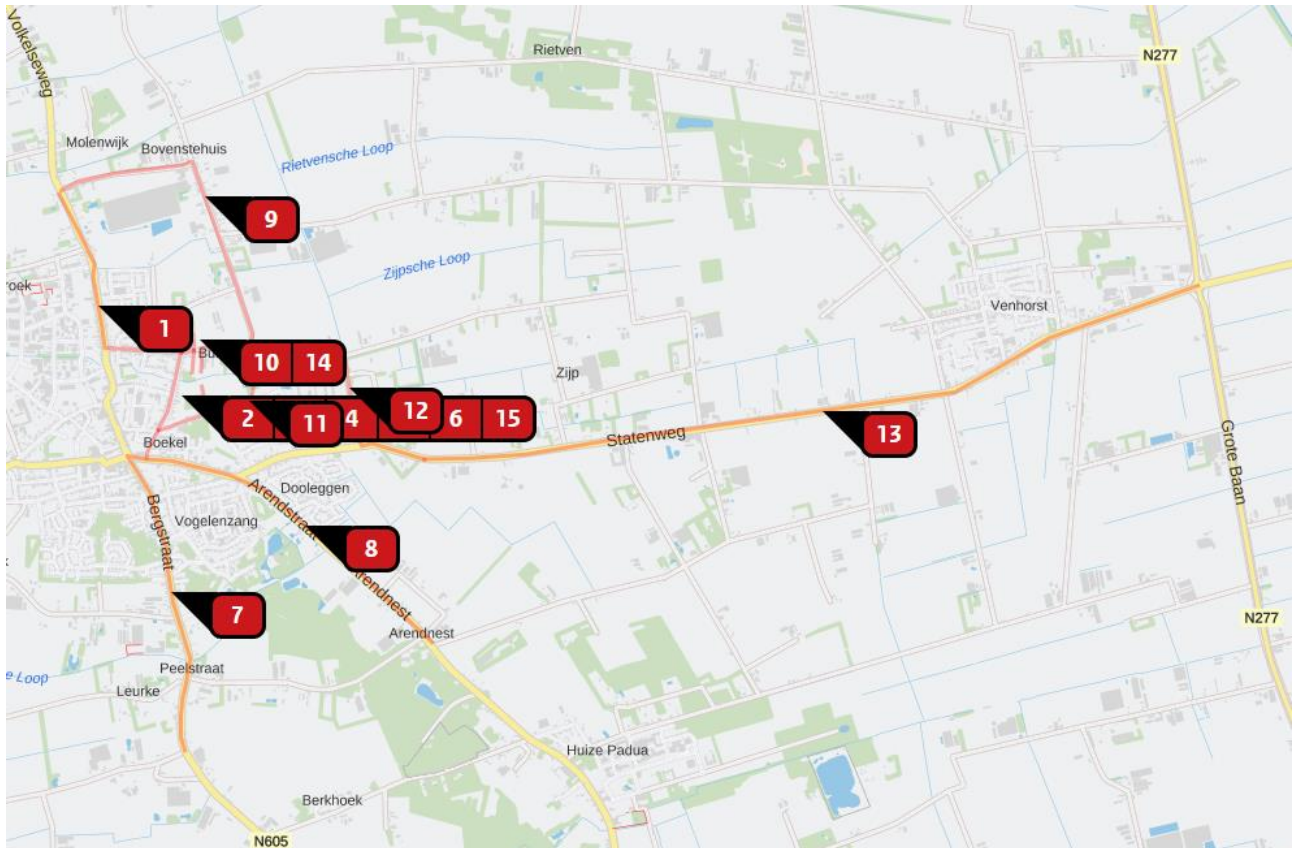 Volkelseweg
Rietven
N277
Molenwijk
Bovenstehuis
Rietvensche Loop
9
Zijpsche Loop
roek
Venhorst
1
Bu
10 14
Zijp
2 11 4 12 6 15
Boekel
Statenweg
13
Grote Baan
Dooleggen
Arendstraat
Vogelenzang
Bergstraat
8
Arendnest
7
N277
Arendnest
Peelstraat
e Loop
Leurke
Huize Padua
Berkhoek
N605